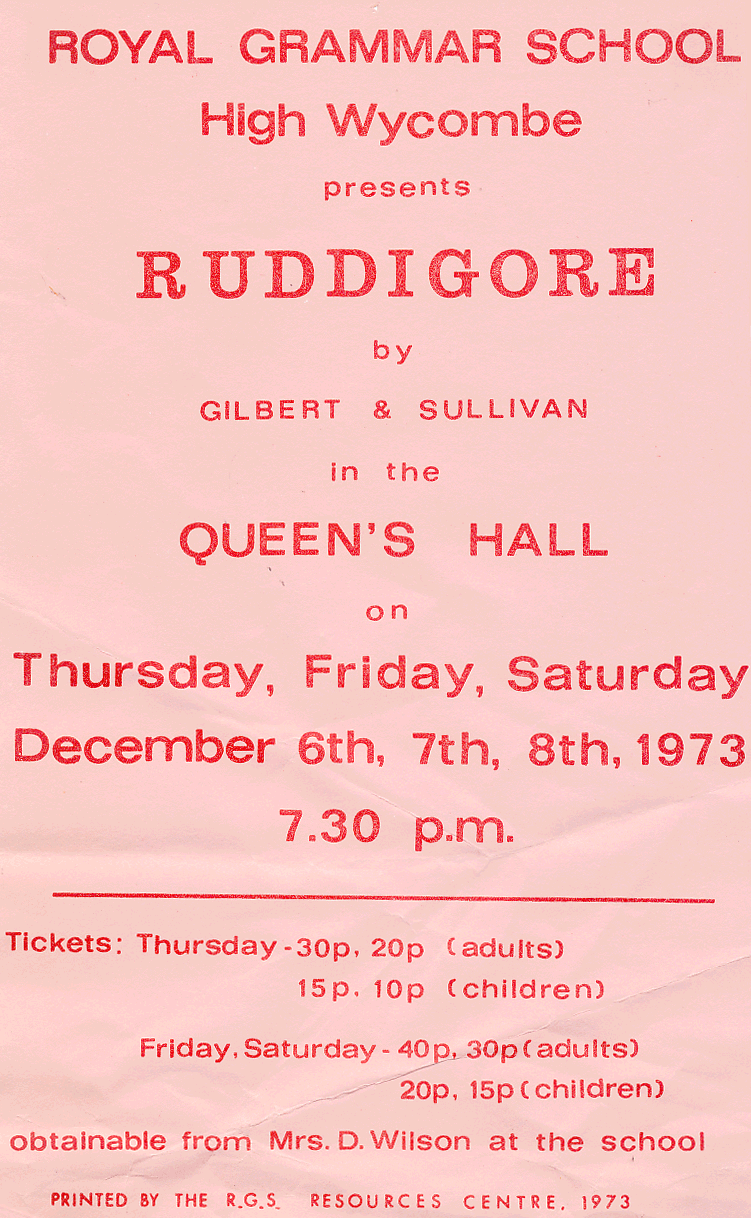 ROYAL GRAMMAR SCHOOL
High Wycombe
presents
RUDDIGORE
by
GILBERT & SULLIVAN
in the
QUEEN'S HALL
on
Thursday, Friday, Saturday
December 6th, 7th, 8th, 1973
7.30 p.m.
Tickets: Thursday - 30p, 20p (adults)
15p, 10p (children)
Friday, Saturday - 40p, 30p (adults)
20p, 15p (children)
obtainable from Mrs. D. Wilson at the school
PRINTED BY THE R.G.S. RESOURCES CENTRE, 1973